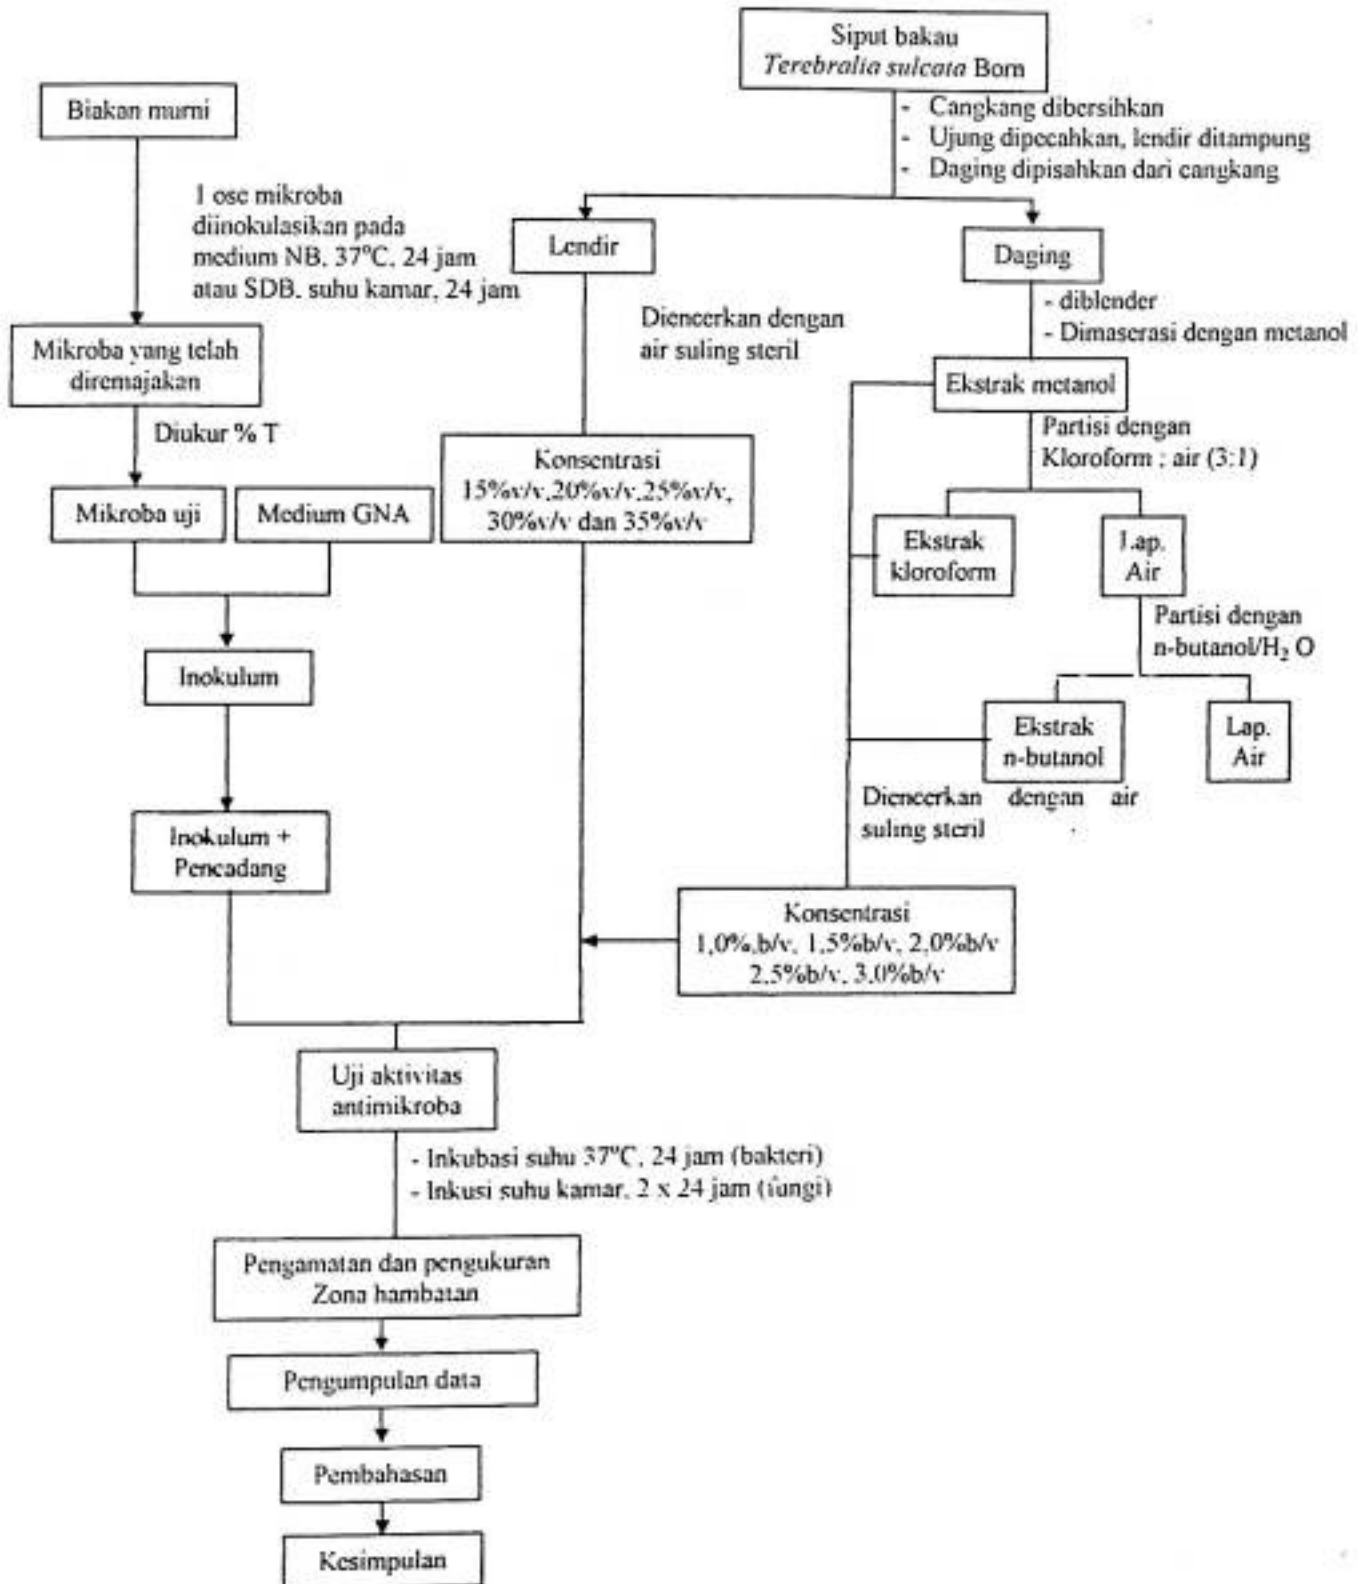 Siput bakau
Terebralia sulcata Born
- Cangkang dibersihkan
- Ujung dipecahkan, lendir ditampung
- Daging dipisahkan dari cangkang
Biakan murni
1 ose mikroba
diinokulasikan pada
medium NB, 37°C, 24 jam
atau SDB, suhu kamar, 24 jam
Lendir
Daging
Diencerkan dengan
air suling steril
- diblender
- Dimaserasi dengan metanol
Mikroba yang telah
diremajakan
Ekstrak metanol
Diukur % T
Partisi dengan
Kloroform : air (3:1)
Konsentrasi
15%v/v,20%v/v,25%v/v,
30%v/v dan 35%v/v
Mikroba uji
Medium GNA
Ekstrak
kloroform
Lap.
Air
Partisi dengan
n-butanol/H₂ O
Inokulum
Ekstrak
n-butanol
Lap.
Air
Diencerkan dengan air
suling steril
Inokulum +
Pencadang
Konsentrasi
1,0%.b/v, 1,5%b/v, 2,0%b/v
2,5%b/v, 3,0%b/v
Uji aktivitas
antimikroba
- Inkubasi suhu 37°C, 24 jam (bakteri)
- Inkusi suhu kamar, 2 x 24 jam (fungi)
Pengamatan dan pengukuran
Zona hambatan
Pengumpulan data
Pembahasan
Kesimpulan